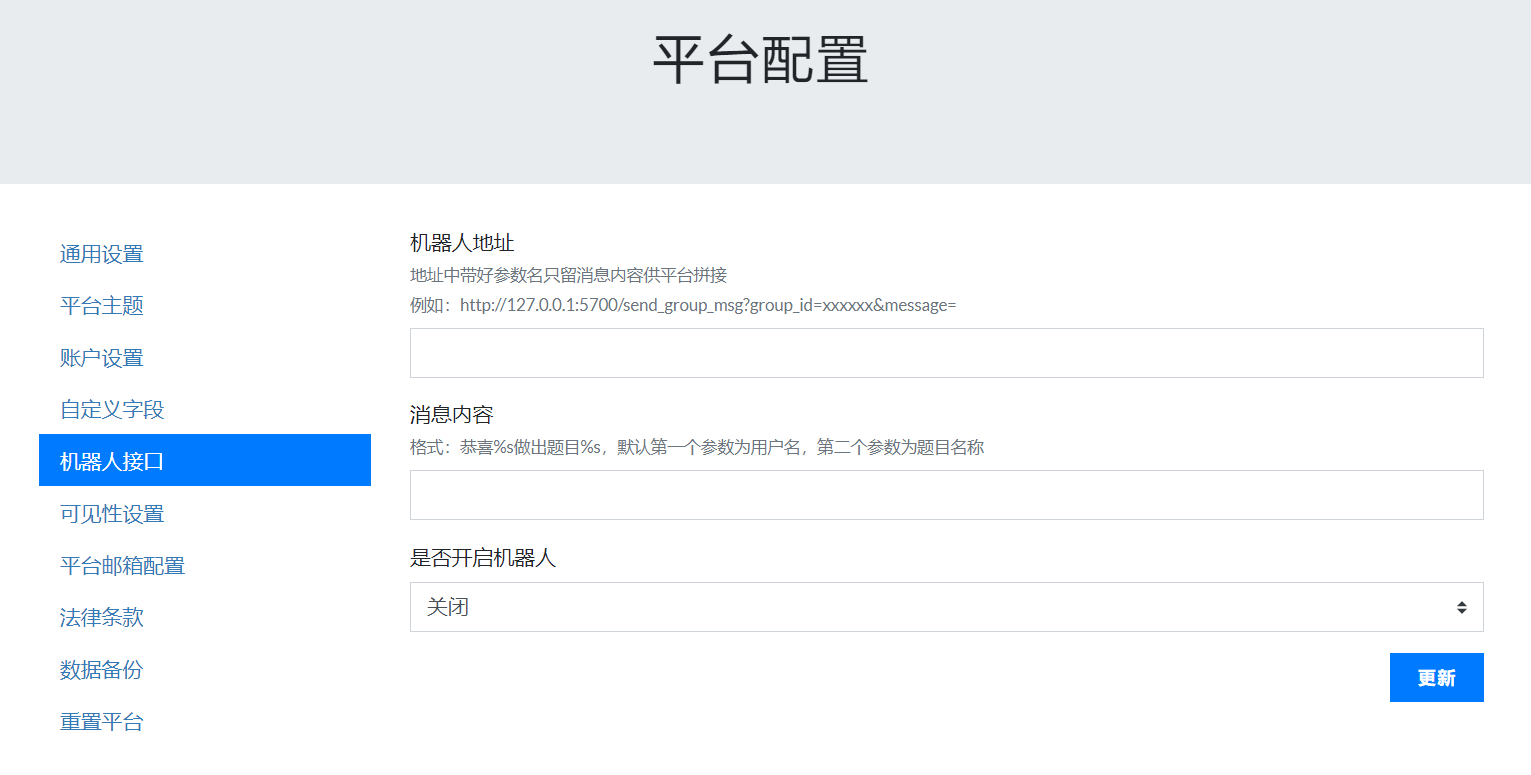 平台配置
通用设置
平台主题
账户设置
自定义字段
机器人接口
可见性设置
平台邮箱配置
法律条款
数据备份
重置平台
机器人地址
地址中带好参数名只留消息内容供平台拼接
例如：http://127.0.0.1:5700/send_group_msg?group_id=xxxxxx&message=
消息内容
格式：恭喜%s做出题目%s，默认第一个参数为用户名，第二个参数为题目名称
是否开启机器人
关闭
更新